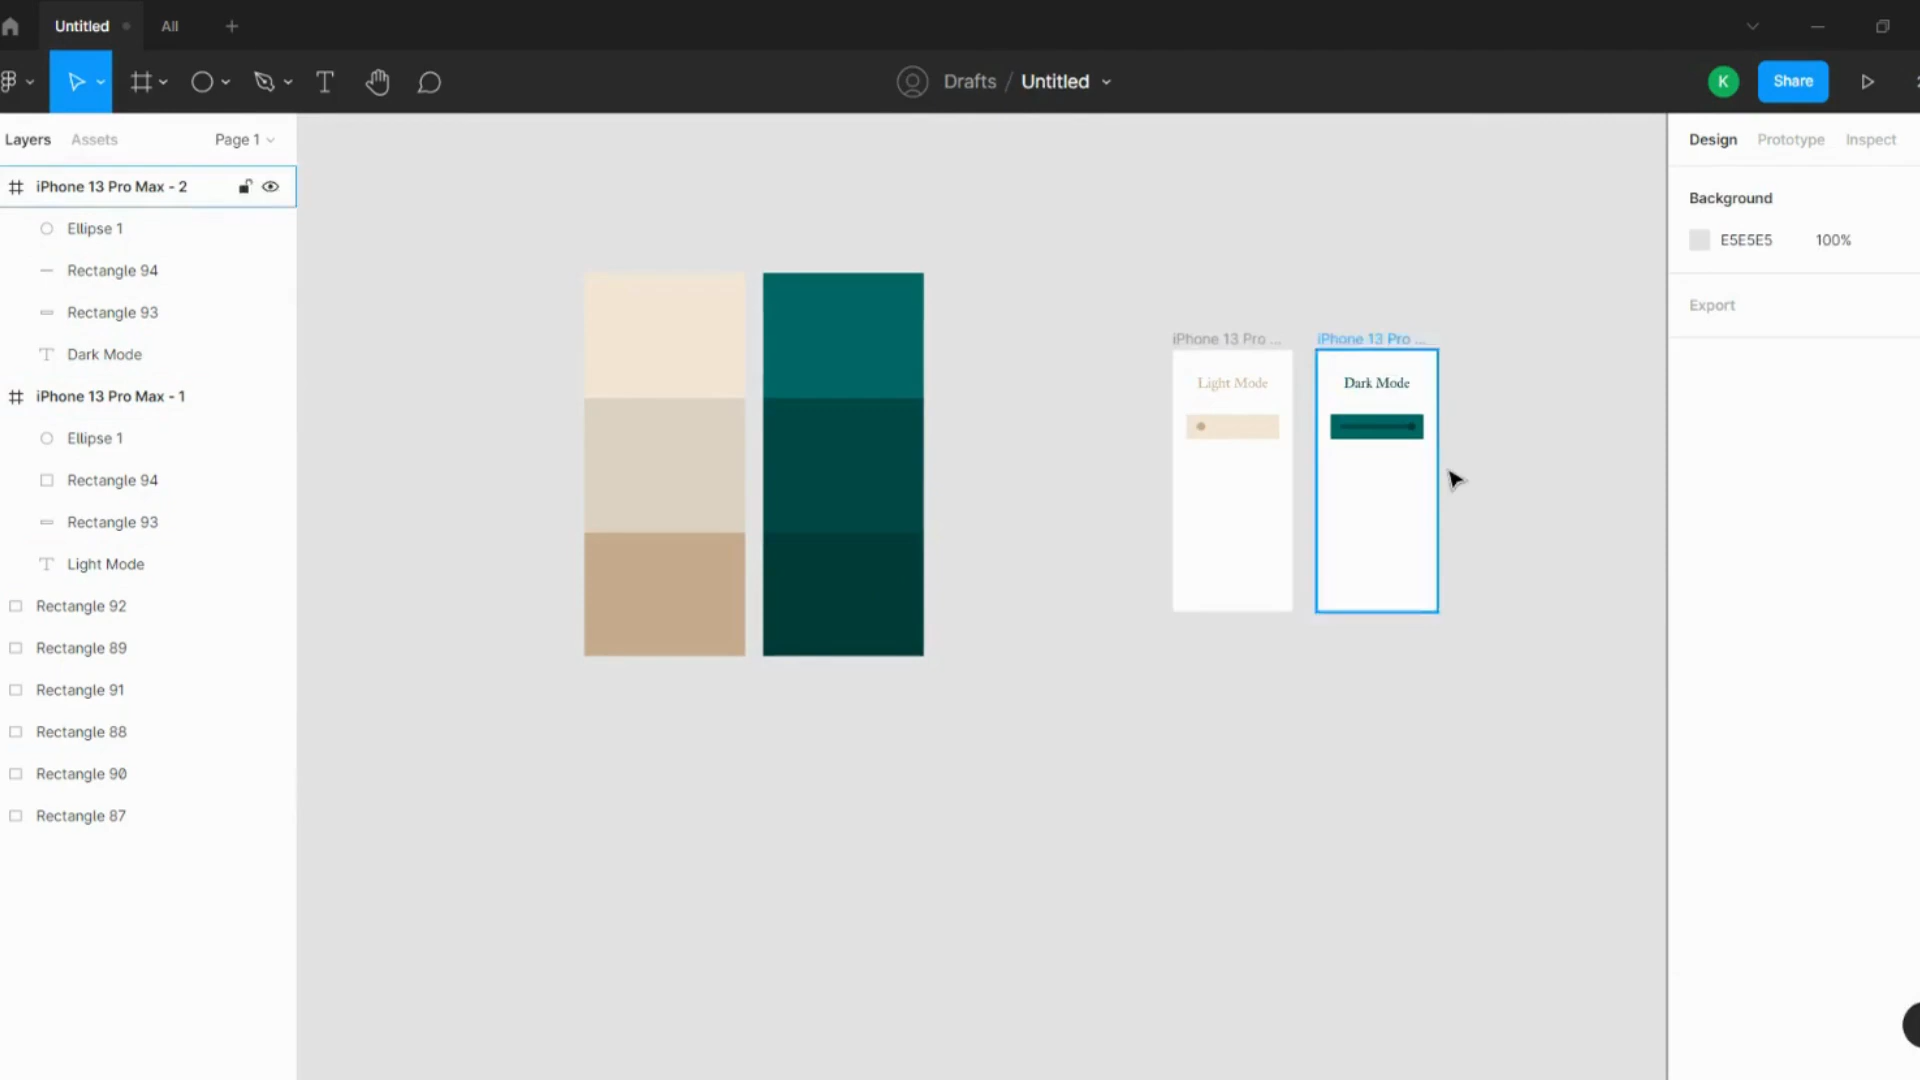 Untitled
All
Drafts / Untitled
K
Share
Layers
Assets
Page 1
Design
Prototype
Inspect
iPhone 13 Pro Max - 2
Ellipse 1
Rectangle 94
Rectangle 93
Dark Mode
iPhone 13 Pro Max - 1
Ellipse 1
Rectangle 94
Rectangle 93
Light Mode
Rectangle 92
Rectangle 89
Rectangle 91
Rectangle 88
Rectangle 90
Rectangle 87
iPhone 13 Pro ...
iPhone 13 Pro ...
Light Mode
Dark Mode
Background
E5E5E5
100%
Export